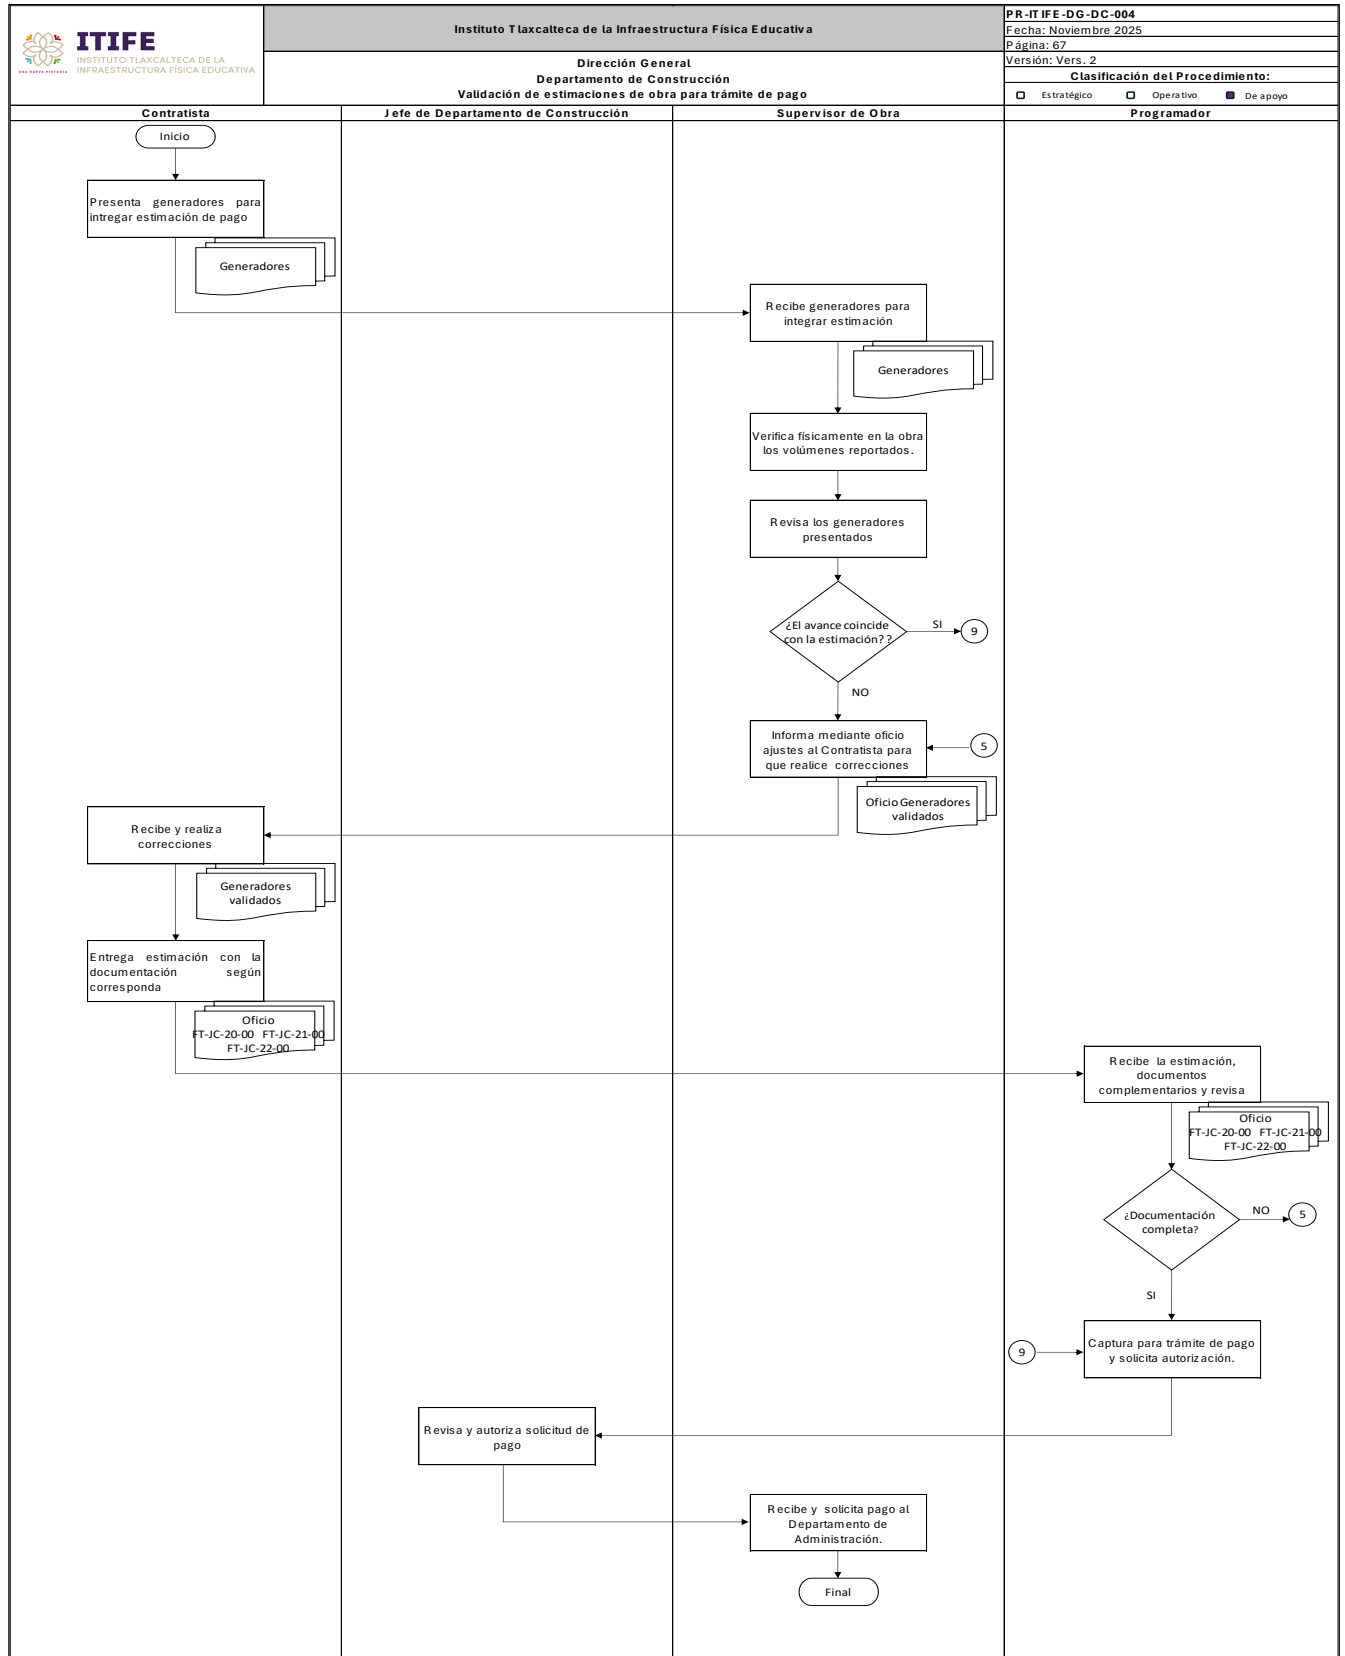 ITIFE
INSTITUTO TLAXCALTECA DE LA
INFRAESTRUCTURA FÍSICA EDUCATIVA
UNA NUEVA HISTORIA
Instituto Tlaxcalteca de la Infraestructura Física Educativa
Dirección General
Departamento de Construcción
Validación de estimaciones de obra para trámite de pago
PR-ITIFE-DG-DC-004
Fecha: Noviembre 2025
Página: 67
Versión: Vers. 2
Clasificación del Procedimiento:
Estratégico Operativo De apoyo
Contratista Jefe de Departamento de Construcción Supervisor de Obra Programador
Inicio
Presenta generadores para
intregar estimación de pago
Generadores
Recibe generadores para
integrar estimación
Generadores
Verifica físicamente en la obra
los volúmenes reportados.
Revisa los generadores
presentados
¿El avance coincide
con la estimación? ?
SI
9
NO
Informa mediante oficio
ajustes al Contratista para
que realice correcciones
5
Oficio Generadores
validados
Recibe y realiza
correcciones
Generadores
validados
Entrega estimación con la
documentación según
corresponda
Oficio
FT-JC-20-00 FT-JC-21-00
FT-JC-22-00
Recibe la estimación,
documentos
complementarios y revisa
Oficio
FT-JC-20-00 FT-JC-21-00
FT-JC-22-00
¿Documentación
completa?
NO
5
SI
9
Captura para trámite de pago
y solicita autorización.
Revisa y autoriza solicitud de
pago
Recibe y solicita pago al
Departamento de
Administración.
Final